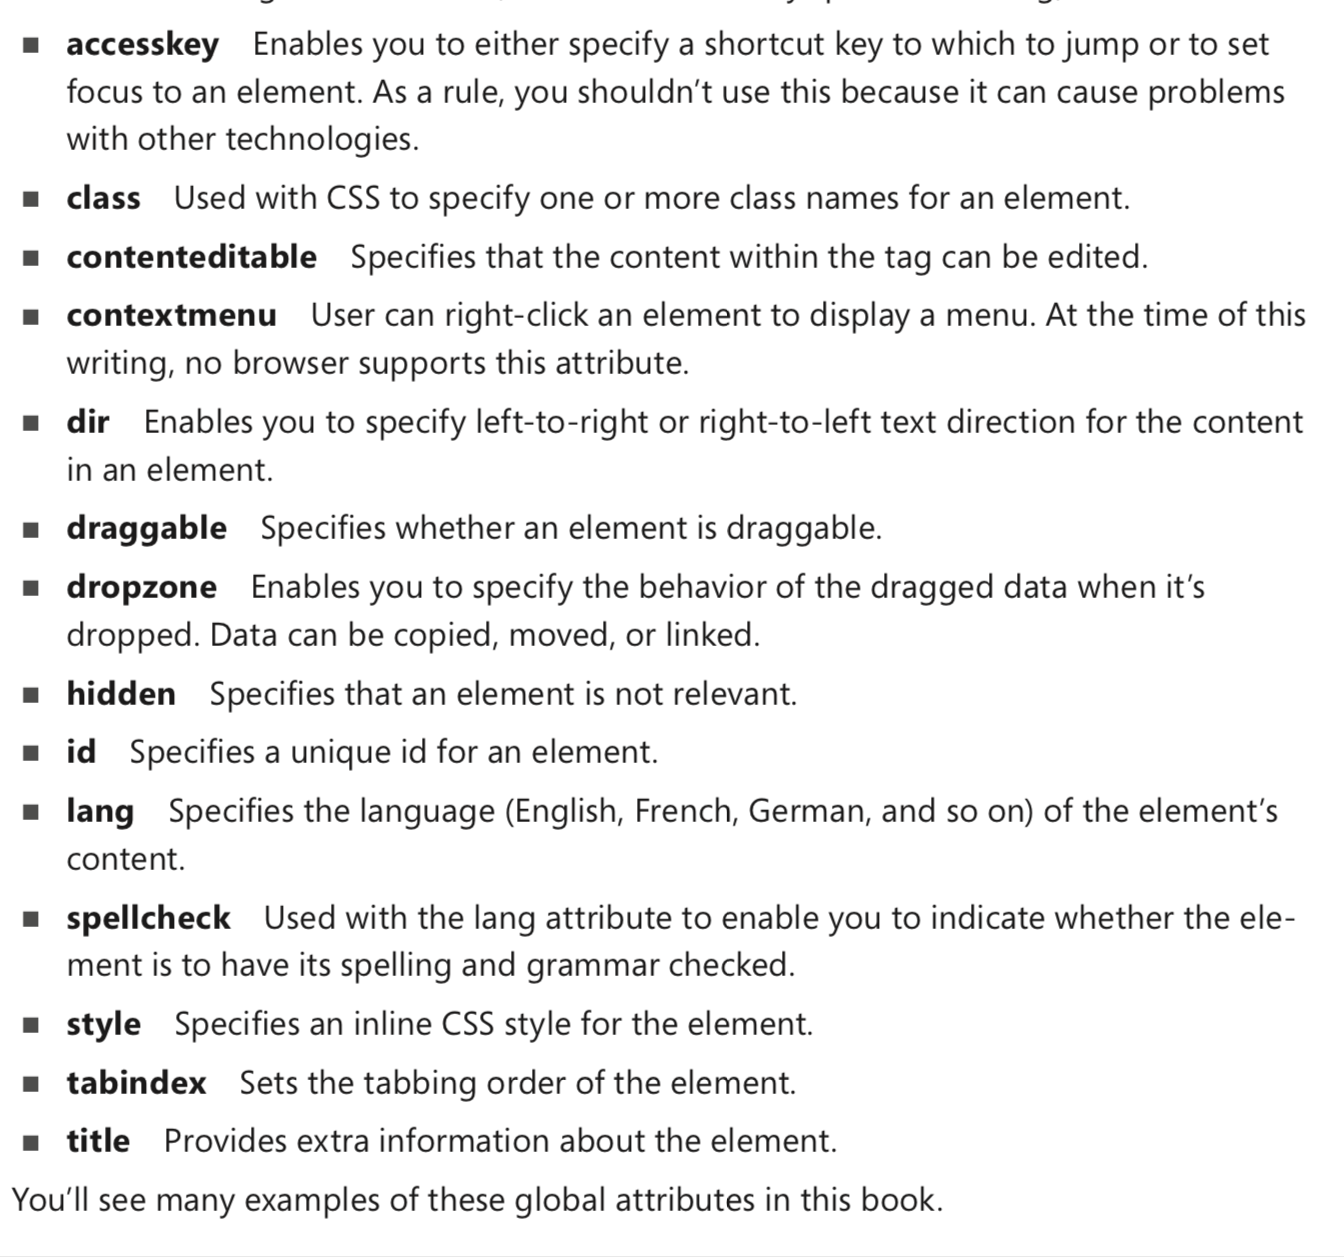 ■ accesskey Enables you to either specify a shortcut key to which to jump or to set
focus to an element. As a rule, you shouldn’t use this because it can cause problems
with other technologies.
■ class Used with CSS to specify one or more class names for an element.
■ contenteditable Specifies that the content within the tag can be edited.
■ contextmenu User can right-click an element to display a menu. At the time of this
writing, no browser supports this attribute.
■ dir Enables you to specify left-to-right or right-to-left text direction for the content
in an element.
■ draggable Specifies whether an element is draggable.
■ dropzone Enables you to specify the behavior of the dragged data when it’s
dropped. Data can be copied, moved, or linked.
■ hidden Specifies that an element is not relevant.
■ id Specifies a unique id for an element.
■ lang Specifies the language (English, French, German, and so on) of the element’s
content.
■ spellcheck Used with the lang attribute to enable you to indicate whether the ele-
ment is to have its spelling and grammar checked.
■ style Specifies an inline CSS style for the element.
■ tabindex Sets the tabbing order of the element.
■ title Provides extra information about the element.
You’ll see many examples of these global attributes in this book.